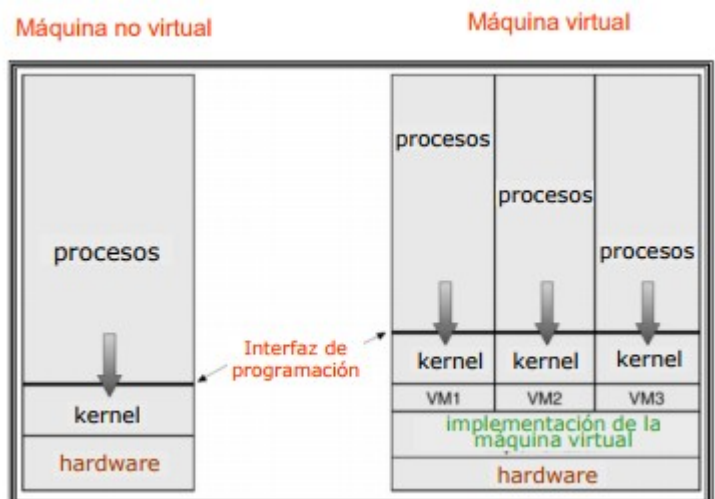 Máquina no virtual
Máquina virtual
procesos
kernel
hardware
Interfaz de
programación
procesos
procesos
procesos
kernel
kernel
kernel
VM1
VM2
VM3
implementación de la
máquina virtual
hardware